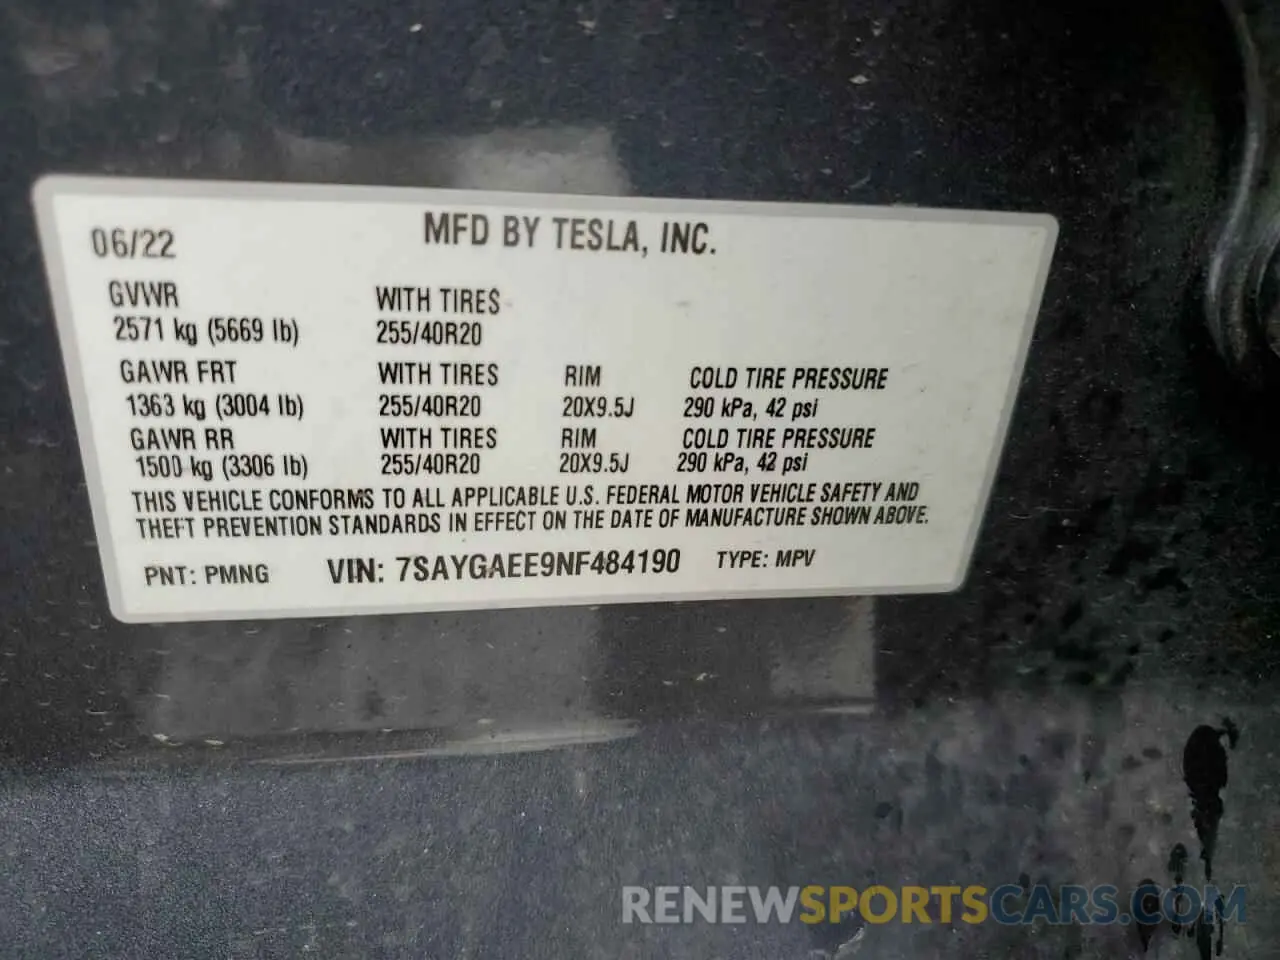 06/22 MFD BY TESLA, INC.
GVWR WITH TIRES
2571 kg (5669 lb) 255/40R20
GAWR FRT WITH TIRES RIM COLD TIRE PRESSURE
1363 kg (3004 lb) 255/40R20 20X9.5J 290 kPa, 42 psi
GAWR RR WITH TIRES RIM COLD TIRE PRESSURE
1500 kg (3306 lb) 255/40R20 20X9.5J 290 kPa, 42 psi
THIS VEHICLE CONFORMS TO ALL APPLICABLE U.S. FEDERAL MOTOR VEHICLE SAFETY AND
THEFT PREVENTION STANDARDS IN EFFECT ON THE DATE OF MANUFACTURE SHOWN ABOVE.
PNT: PMNG VIN: 7SAYGAEE9NF484190 TYPE: MPV
RENEWSPORTSCARS.COM